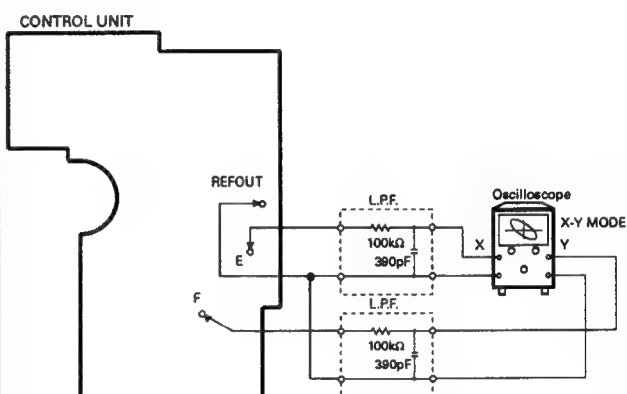 CONTROL UNIT
REFOUT
E
F
L.P.F.
100kΩ
390pF
L.P.F.
100kΩ
390pF
Oscilloscope
X-Y MODE
X
Y